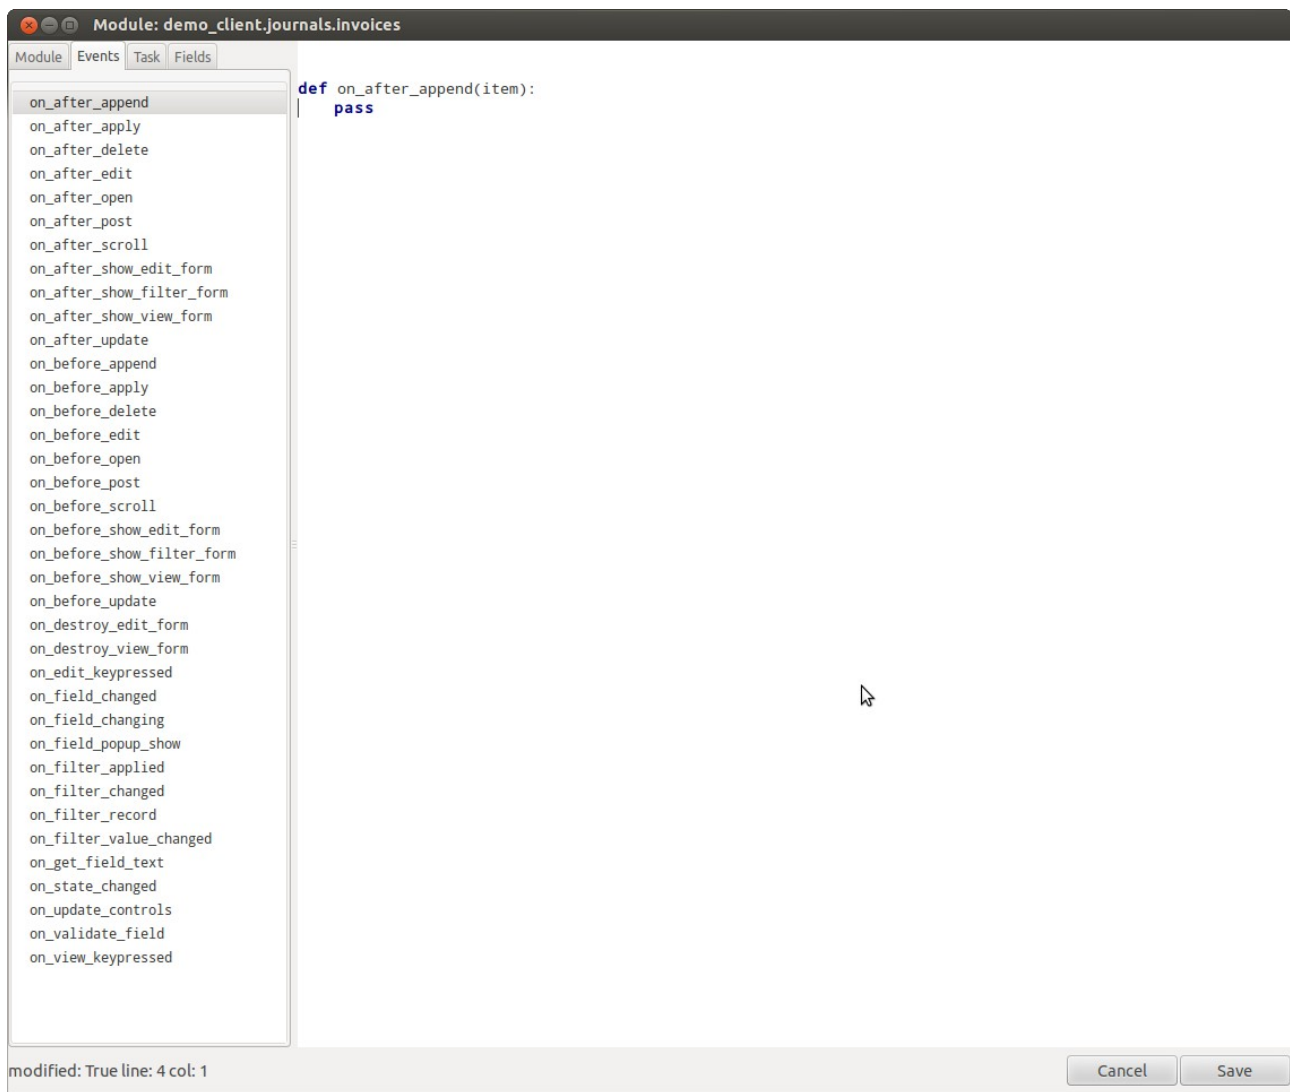 Module: demo_client.journals.invoices
Module Events Task Fields
def on_after_append(item):
    pass
on_after_append
on_after_apply
on_after_delete
on_after_edit
on_after_open
on_after_post
on_after_scroll
on_after_show_edit_form
on_after_show_filter_form
on_after_show_view_form
on_after_update
on_before_append
on_before_apply
on_before_delete
on_before_edit
on_before_open
on_before_post
on_before_scroll
on_before_show_edit_form
on_before_show_filter_form
on_before_show_view_form
on_before_update
on_destroy_edit_form
on_destroy_view_form
on_edit_keypressed
on_field_changed
on_field_changing
on_field_popup_show
on_filter_applied
on_filter_changed
on_filter_record
on_filter_value_changed
on_get_field_text
on_state_changed
on_update_controls
on_validate_field
on_view_keypressed
modified: True line: 4 col: 1
Cancel Save